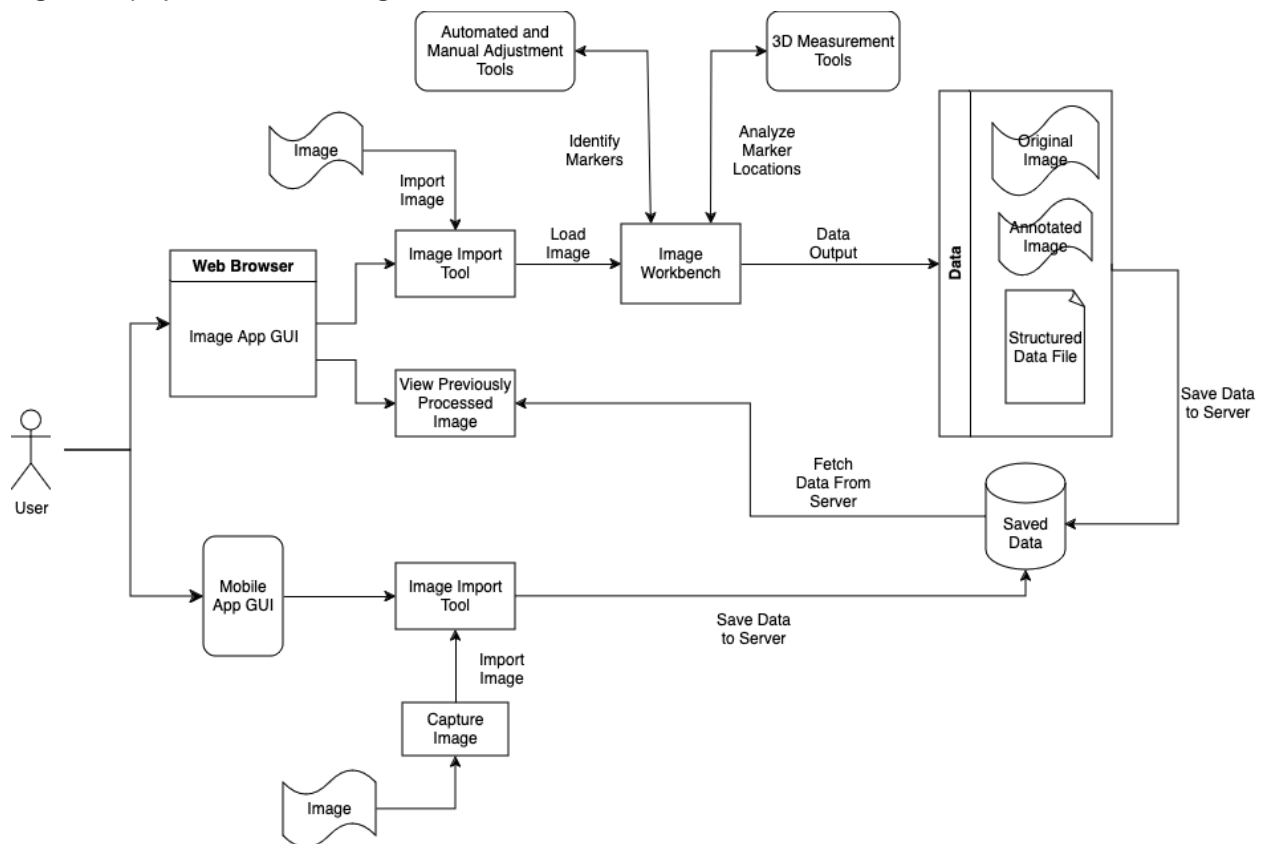 Automated and
Manual Adjustment
Tools
3D Measurement
Tools
Image
Identify
Markers
Analyze
Marker
Locations
Original
Image
Import
Image
Annotated
Image
Image Import
Tool
Load
Image
Image
Workbench
Data
Output
Data
Web Browser
Image App GUI
Structured
Data File
View Previously
Processed
Image
Save Data
to Server
User
Fetch
Data From
Server
Saved
Data
Mobile
App GUI
Image Import
Tool
Save Data
to Server
Import
Image
Capture
Image
Image